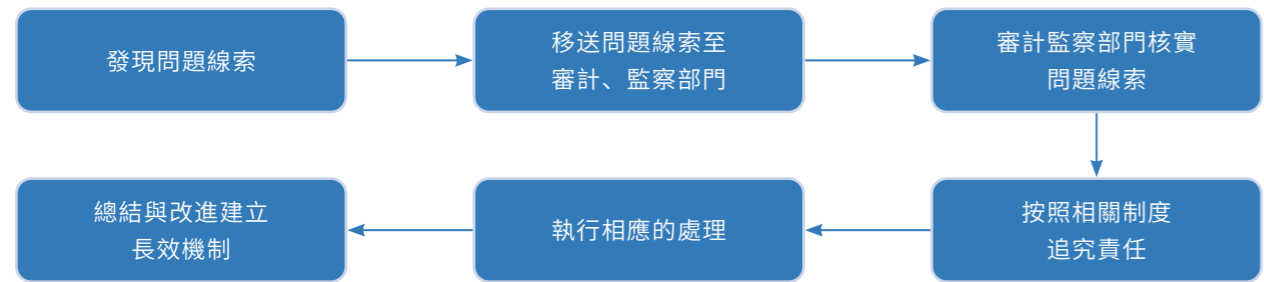 發現問題線索
移送問題線索至
審計、監察部門
審計監察部門核實
問題線索
按照相關制度
追究責任
執行相應的處理
總結與改進建立
長效機制